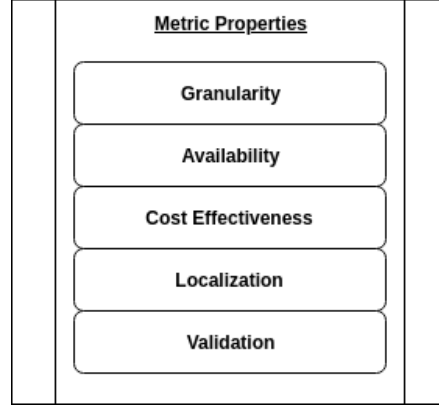 Metric Properties
Granularity
Availability
Cost Effectiveness
Localization
Validation